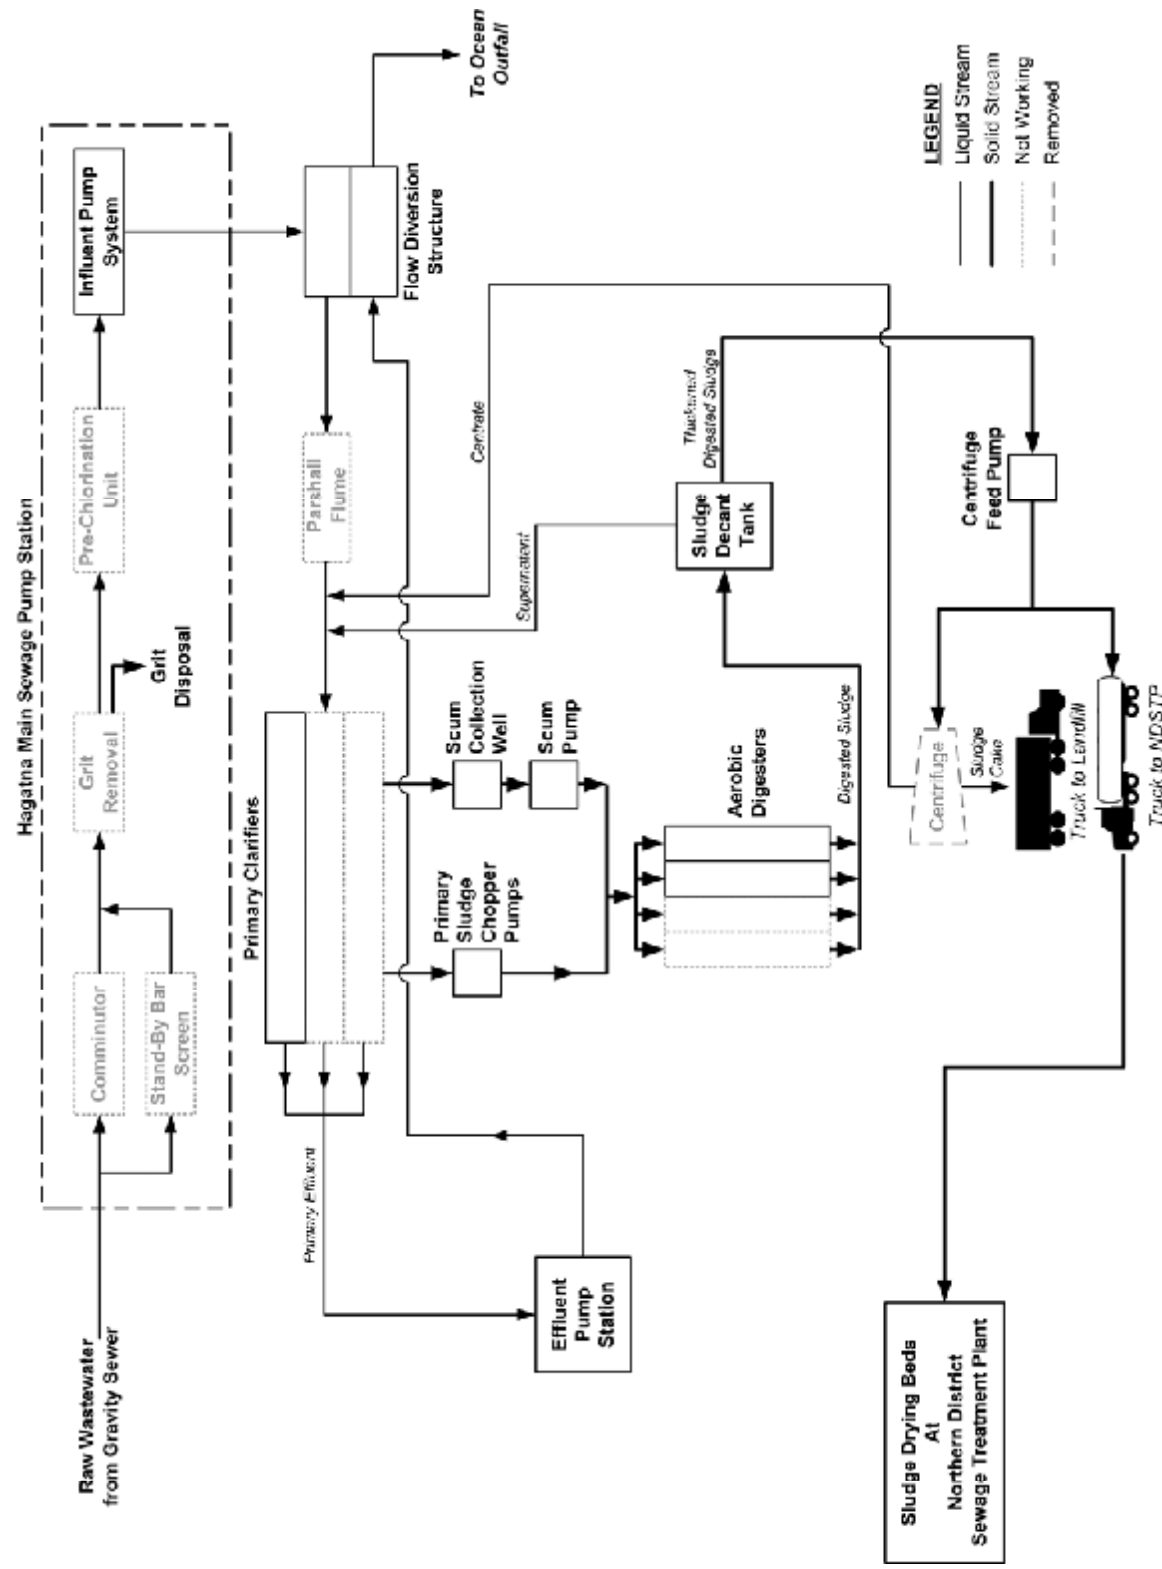 Hagatna Main Sewage Pump Station
Raw Wastewater
from Gravity Sewer
Comminutor
Stand-By Bar
Screen
Grit
Removal
Grit
Disposal
Pre-Chlorination
Unit
Influent Pump
System
To Ocean
Outfall
Flow Diversion
Structure
Parshall
Flume
Primary Clarifiers
Primary Effluent
Effluent
Pump
Station
Primary
Sludge
Chopper
Pumps
Scum
Collection
Well
Scum
Pump
Centrate
Supernatent
Aerobic
Digesters
Digested Sludge
Sludge
Decant
Tank
Thickened
Digested Sludge
Centrifuge
Feed Pump
Centrifuge
Sludge
Cake
Truck to Landfill
Truck to NDSTP
Sludge Drying Beds
At
Northern District
Sewage Treatment Plant
LEGEND
Liquid Stream
Solid Stream
Not Working
Removed